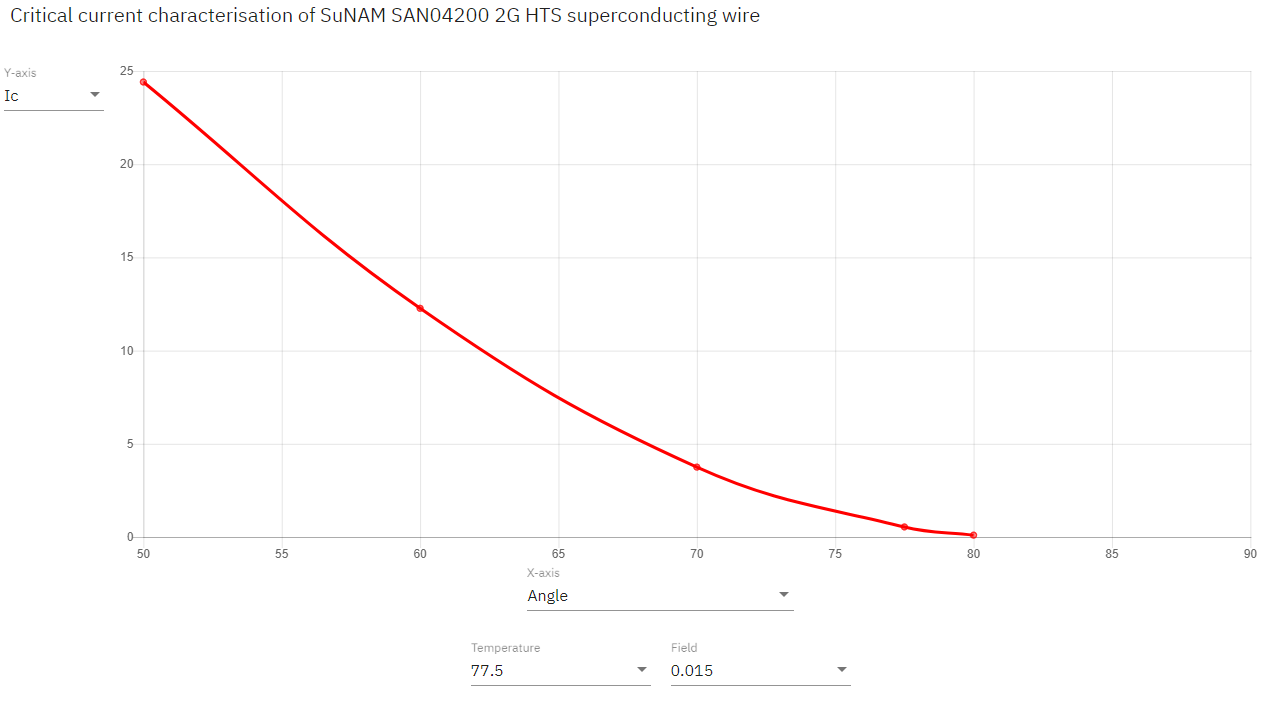 Critical current characterisation of SuNAM SAN04200 2G HTS superconducting wire
Y-axis
Ic
25
20
15
10
5
0
50 55 60 65 70 75 80 85 90
X-axis
Angle
Temperature Field
77.5 0.015